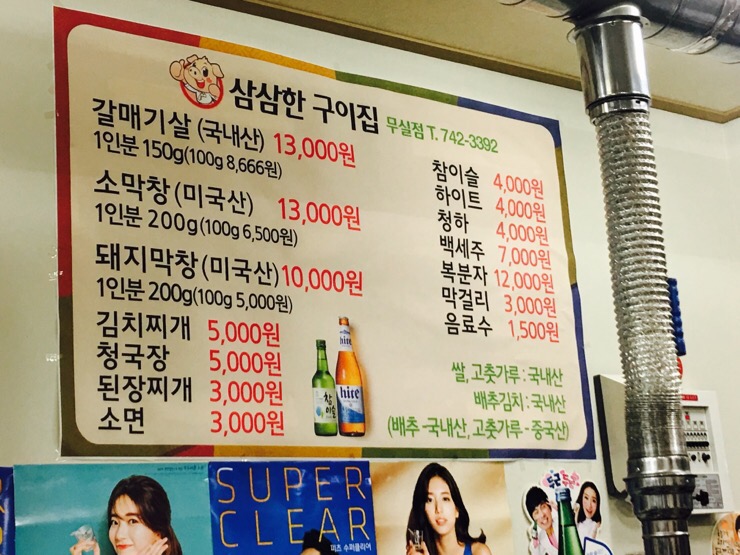 삼삼한 구이집 무실점 T. 742-3392
갈매기살 (국내산) 13,000원
1인분 150g(100g 8,666원)
소막창 (미국산) 13,000원
1인분 200g(100g 6,500원)
돼지막창 (미국산) 10,000원
1인분 200g(100g 5,000원)
김치찌개 5,000원
청국장 5,000원
된장찌개 3,000원
소면 3,000원
참이슬 4,000원
하이트 4,000원
청하 4,000원
백세주 7,000원
복분자 12,000원
막걸리 3,000원
음료수 1,500원
쌀, 고춧가루 : 국내산
배추김치 : 국내산
(배추 -국내산, 고춧가루 - 중국산)
참이슬
hite
SUPER
CLEAR